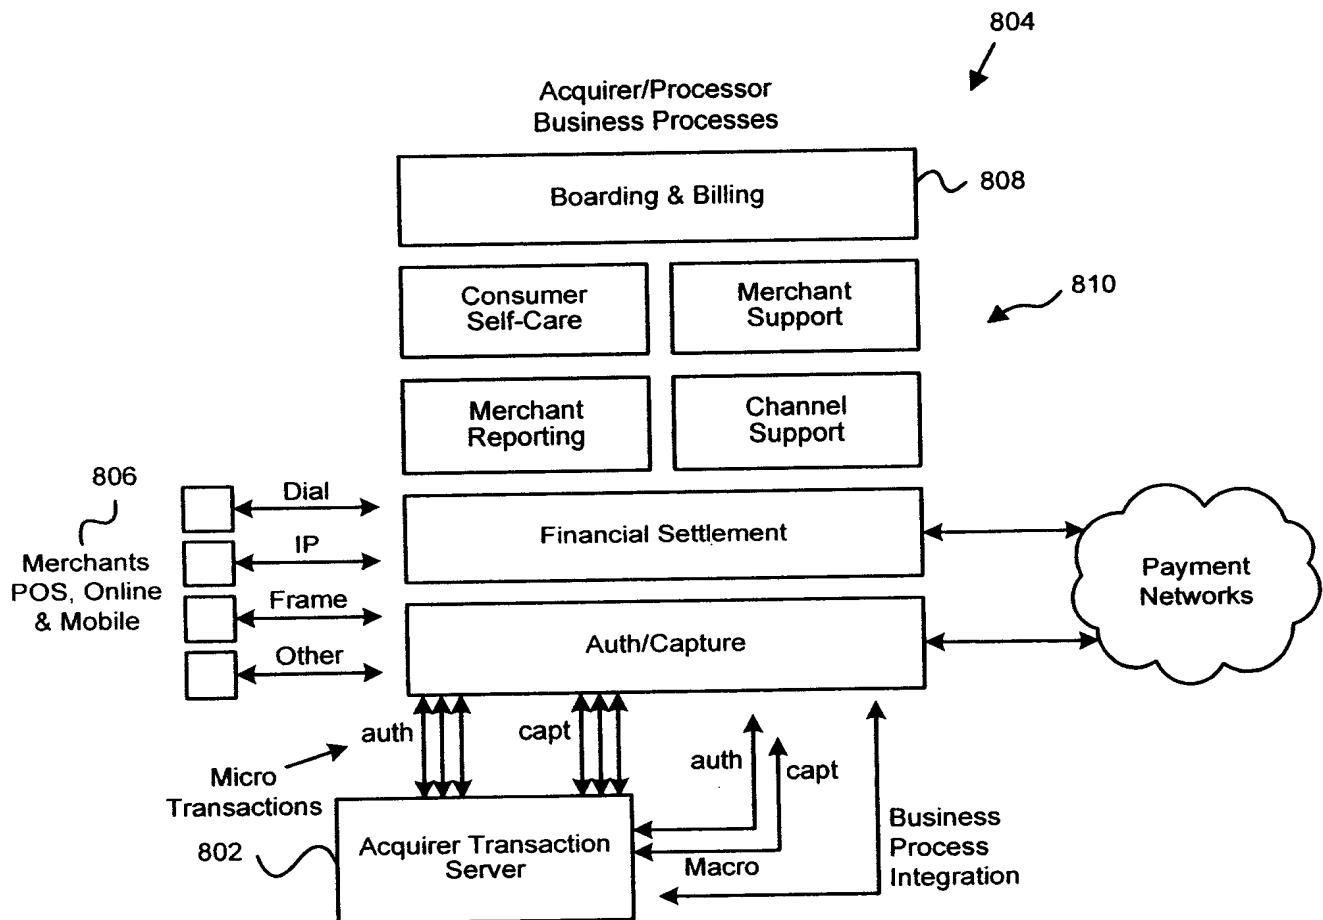 804
Acquirer/Processor
Business Processes
Boarding & Billing
808
Consumer
Self-Care
Merchant
Support
810
Merchant
Reporting
Channel
Support
806
Merchants
POS, Online
& Mobile
Dial
IP
Frame
Other
Financial Settlement
Auth/Capture
Payment
Networks
auth
capt
auth
capt
Micro
Transactions
802
Acquirer Transaction
Server
Macro
Business
Process
Integration